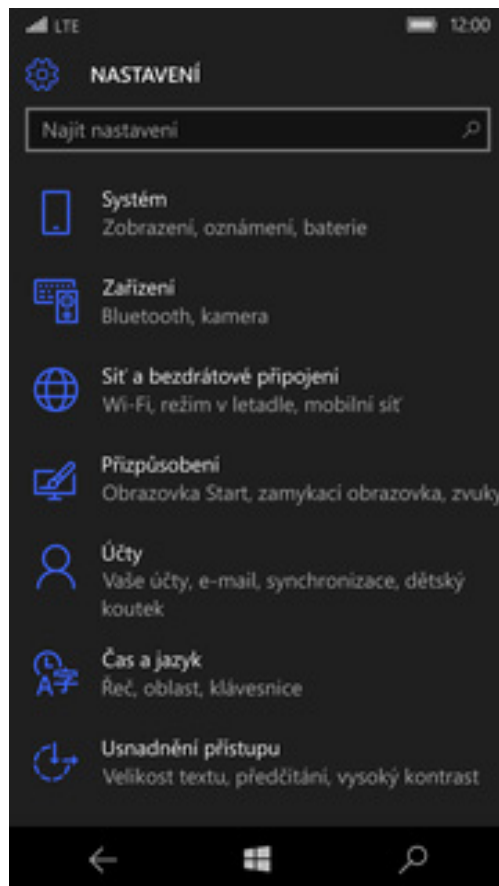 LTE 12:00
NASTAVENÍ
Najít nastavení
Systém
Zobrazení, oznámení, baterie
Zařízení
Bluetooth, kamera
Síť a bezdrátové připojení
Wi-Fi, režim v letadle, mobilní síť
Přizpůsobení
Obrazovka Start, zamykací obrazovka, zvuky
Účty
Vaše účty, e-mail, synchronizace, dětský
koutek
Čas a jazyk
Řeč, oblast, klávesnice
Usnadnění přístupu
Velikost textu, předčítání, vysoký kontrast